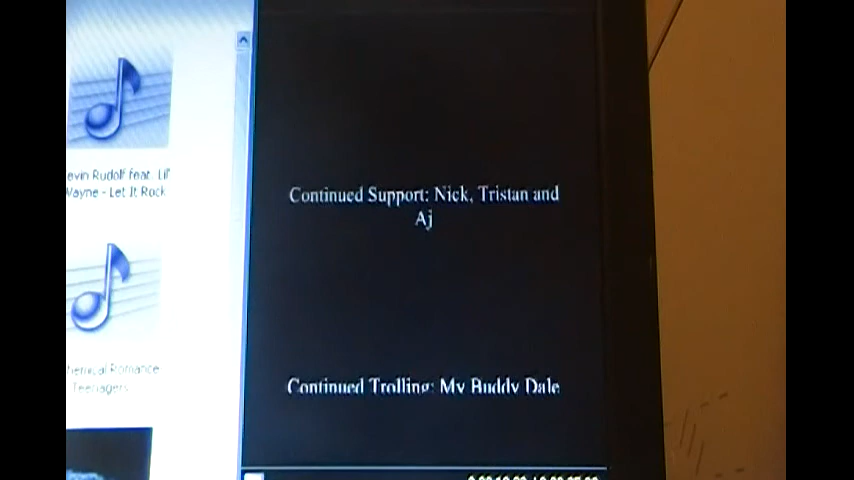 evin Rudolf feat. Lil'
Wayne - Let It Rock
hemical Romance
Teenagers
Continued Support: Nick, Tristan and
Aj
Continued Trolling: My Buddy Dale